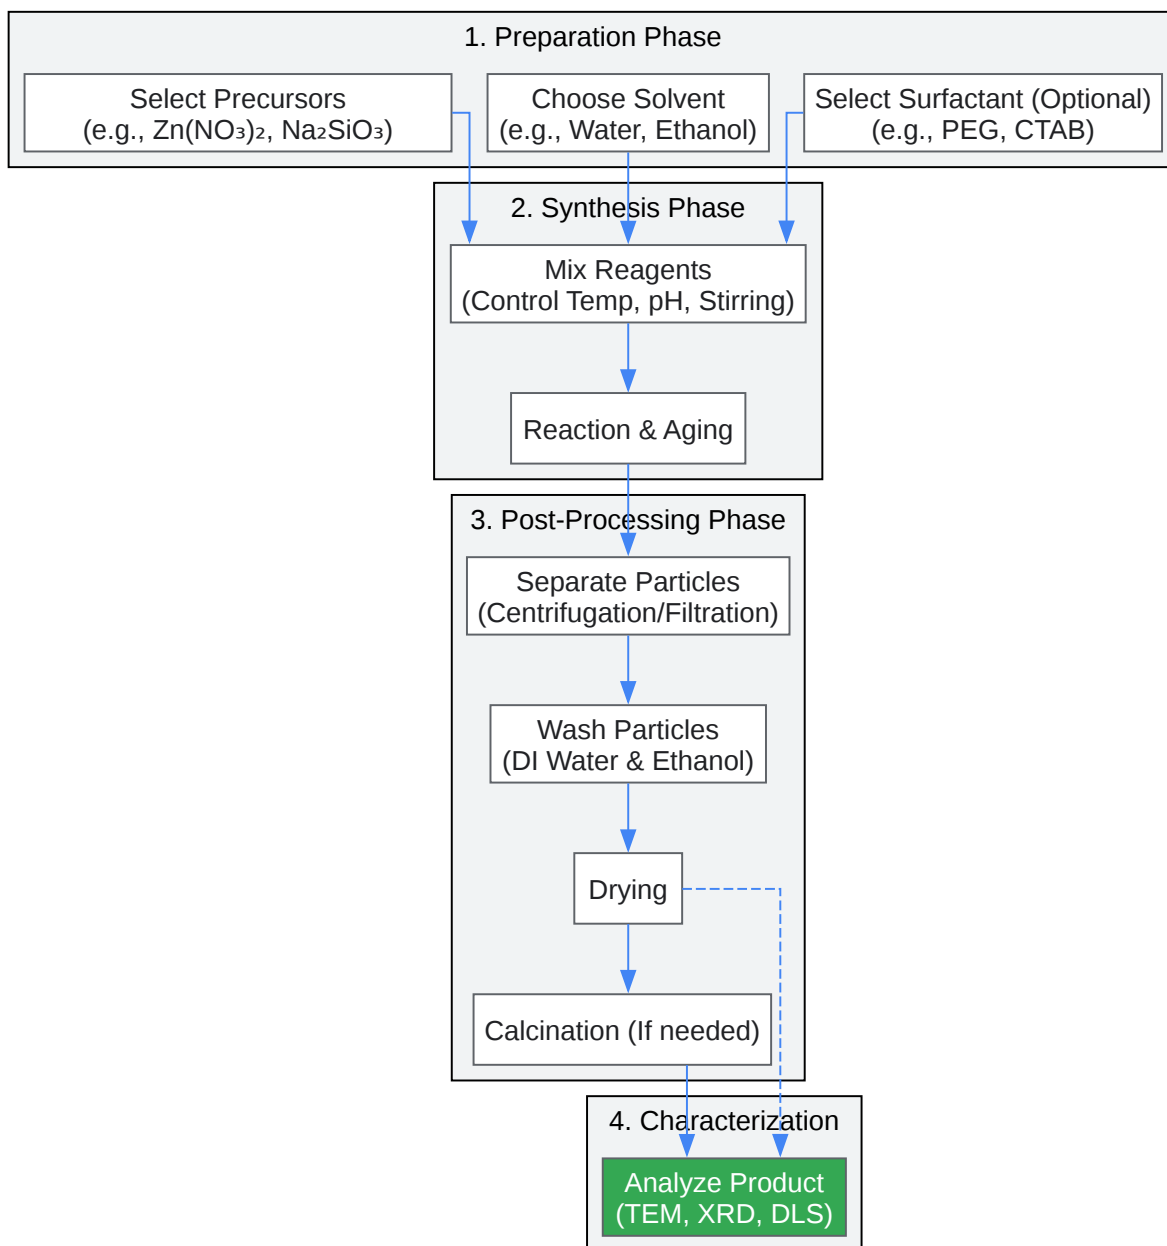 1. Preparation Phase
Select Precursors
(e.g., Zn(NO₃)₂, Na₂SiO₃)
Choose Solvent
(e.g., Water, Ethanol)
Select Surfactant (Optional)
(e.g., PEG, CTAB)
2. Synthesis Phase
Mix Reagents
(Control Temp, pH, Stirring)
Reaction & Aging
3. Post-Processing Phase
Separate Particles
(Centrifugation/Filtration)
Wash Particles
(DI Water & Ethanol)
Drying
Calcination (If needed)
4. Characterization
Analyze Product
(TEM, XRD, DLS)